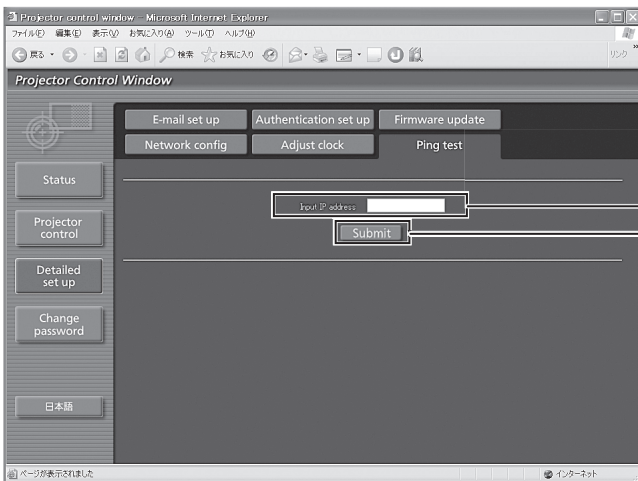 Projector control window - Microsoft Internet Explorer
ファイル(F) 編集(E) 表示(V) お気に入り(A) ツール(T) ヘルプ(H)
戻る 検索 お気に入り リンク »
Projector Control Window
E-mail set up Authentication set up Firmware update
Network config Adjust clock Ping test
Status
Input IP address
Submit
Projector
control
Detailed
set up
Change
password
日本語
ページが表示されました インターネット